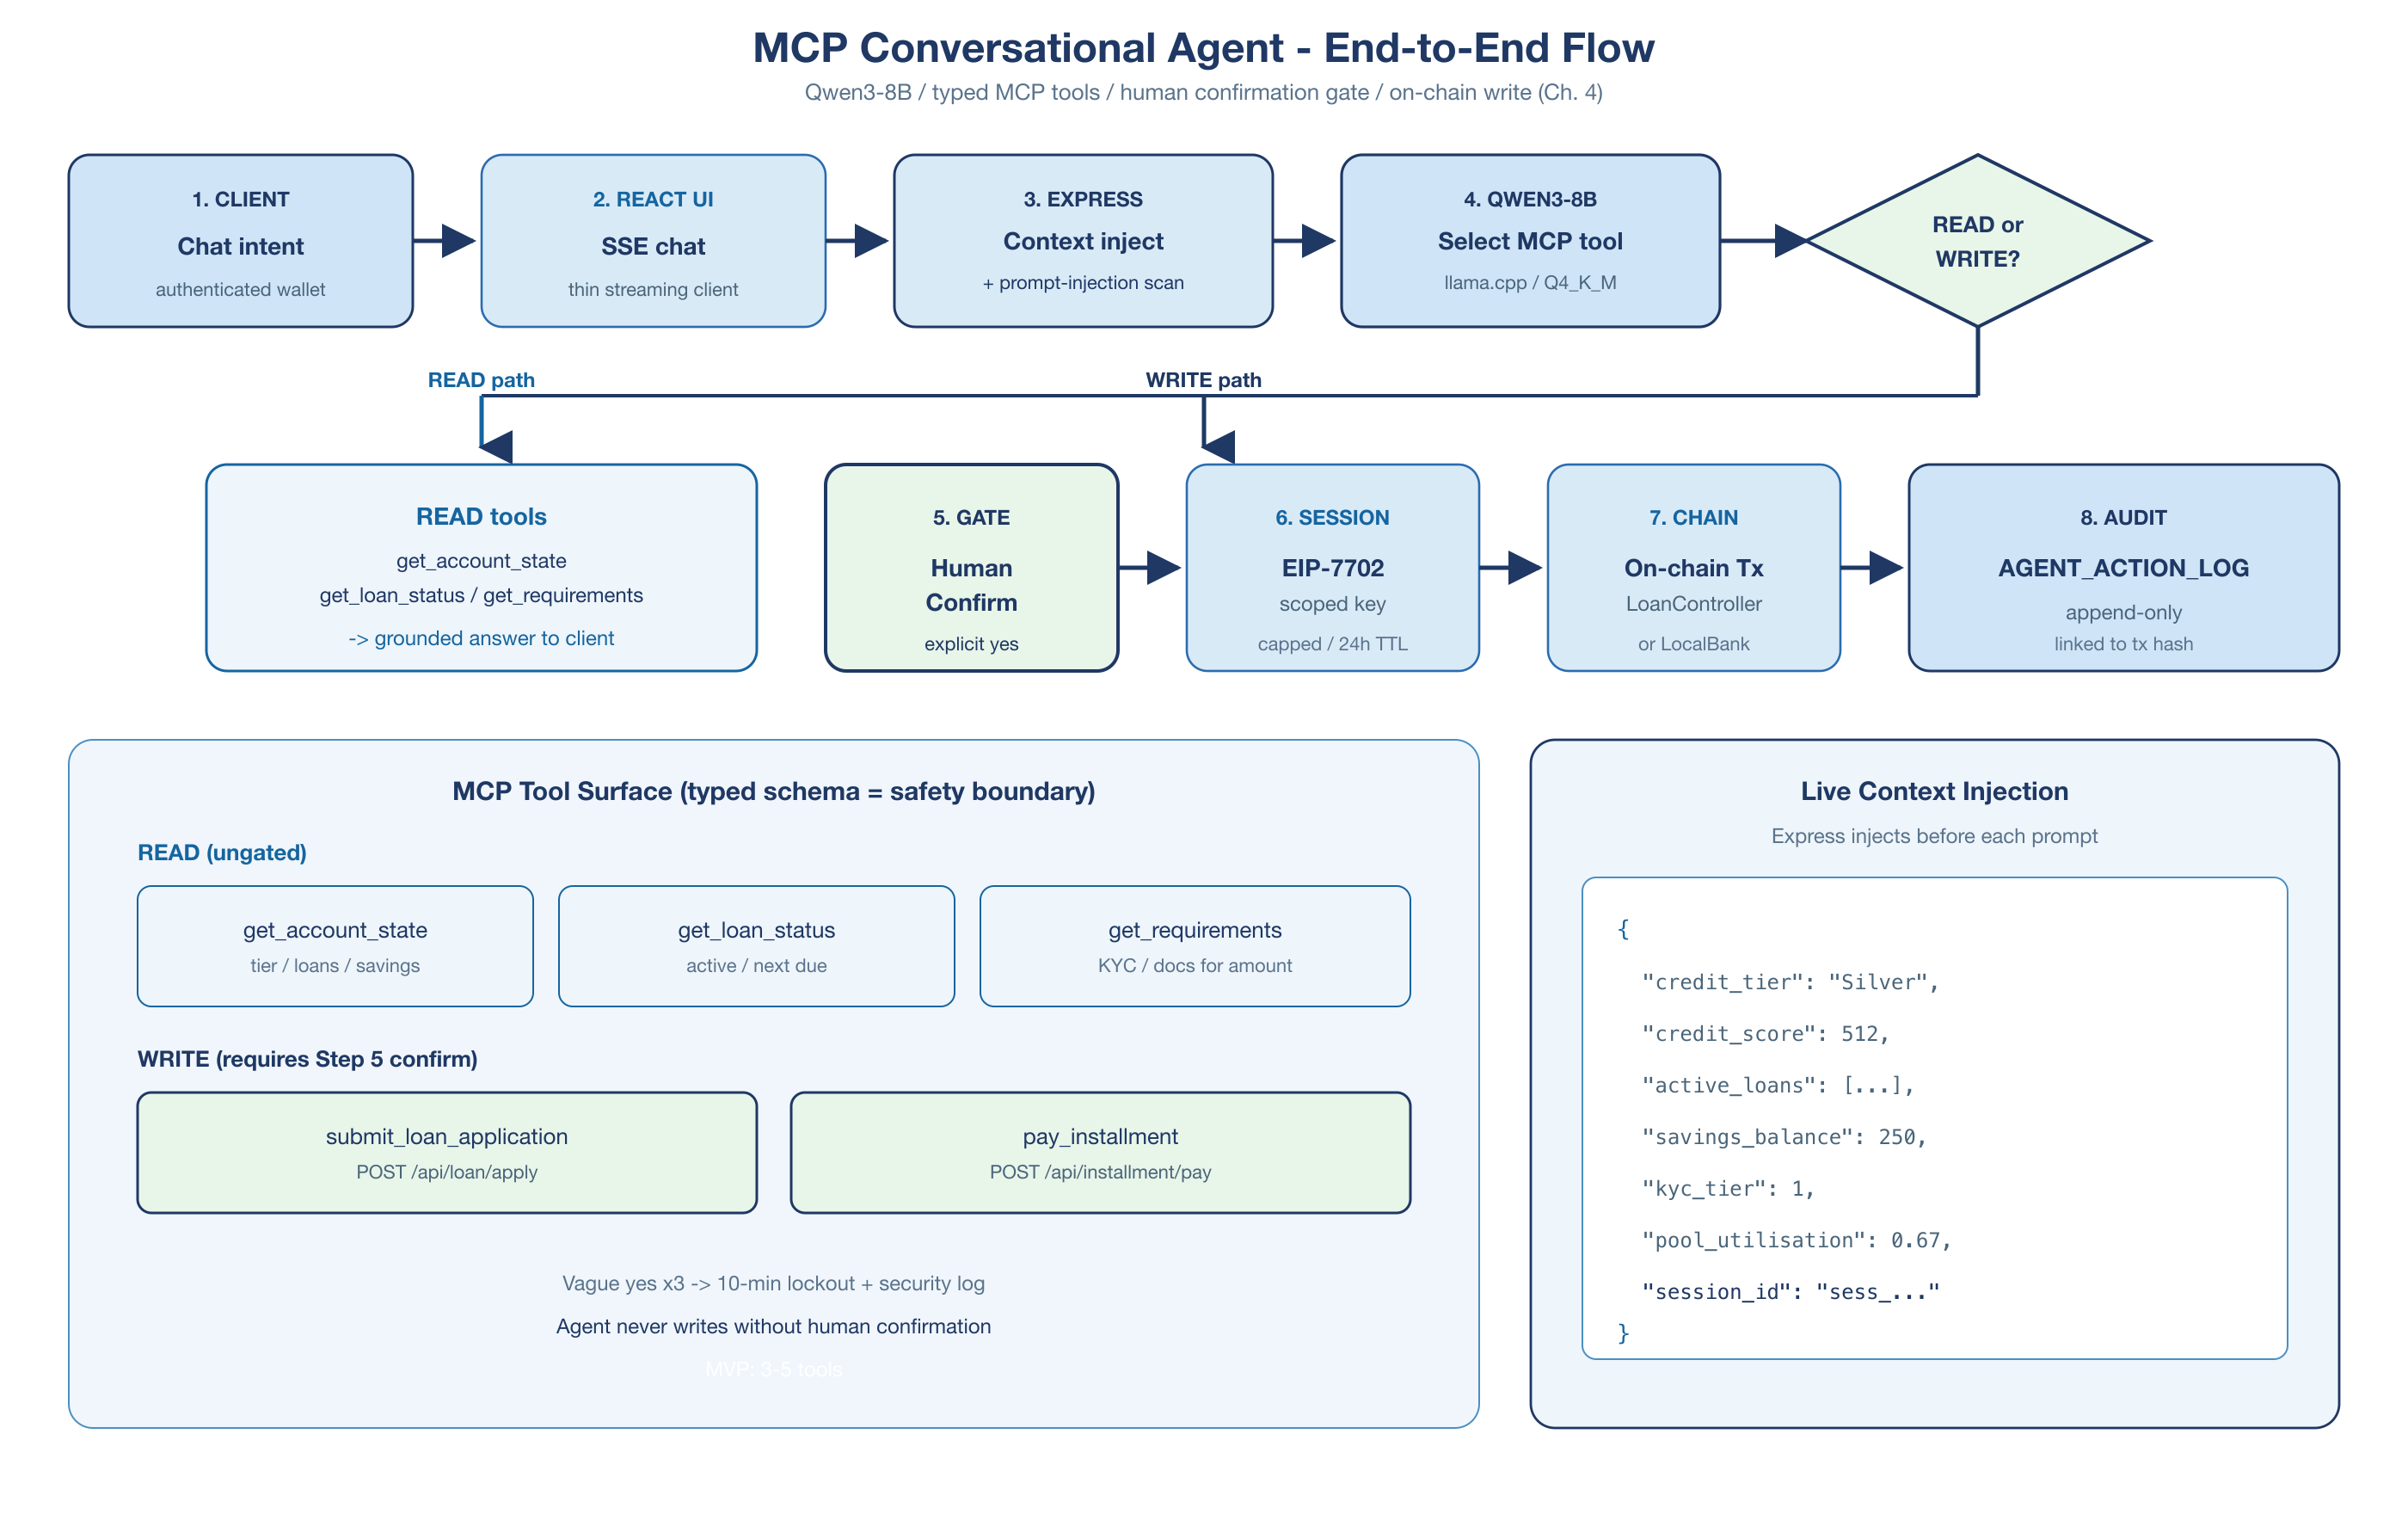 MCP Conversational Agent - End-to-End Flow
Qwen3-8B / typed MCP tools / human confirmation gate / on-chain write (Ch. 4)
1. CLIENT
Chat intent
authenticated wallet
2. REACT UI
SSE chat
thin streaming client
3. EXPRESS
Context inject
+ prompt-injection scan
4. QWEN3-8B
Select MCP tool
llama.cpp / Q4_K_M
READ or
WRITE?
READ path
WRITE path
READ tools
get_account_state
get_loan_status / get_requirements
-> grounded answer to client
5. GATE
Human
Confirm
explicit yes
6. SESSION
EIP-7702
scoped key
capped / 24h TTL
7. CHAIN
On-chain Tx
LoanController
or LocalBank
8. AUDIT
AGENT_ACTION_LOG
append-only
linked to tx hash
MCP Tool Surface (typed schema = safety boundary)
READ (ungated)
get_account_state
tier / loans / savings
get_loan_status
active / next due
get_requirements
KYC / docs for amount
WRITE (requires Step 5 confirm)
submit_loan_application
POST /api/loan/apply
pay_installment
POST /api/installment/pay
Vague yes x3 -> 10-min lockout + security log
Agent never writes without human confirmation
MVP: 3-5 tools
Live Context Injection
Express injects before each prompt
{
"credit_tier": "Silver",
"credit_score": 512,
"active_loans": [...],
"savings_balance": 250,
"kyc_tier": 1,
"pool_utilisation": 0.67,
"session_id": "sess_..."
}